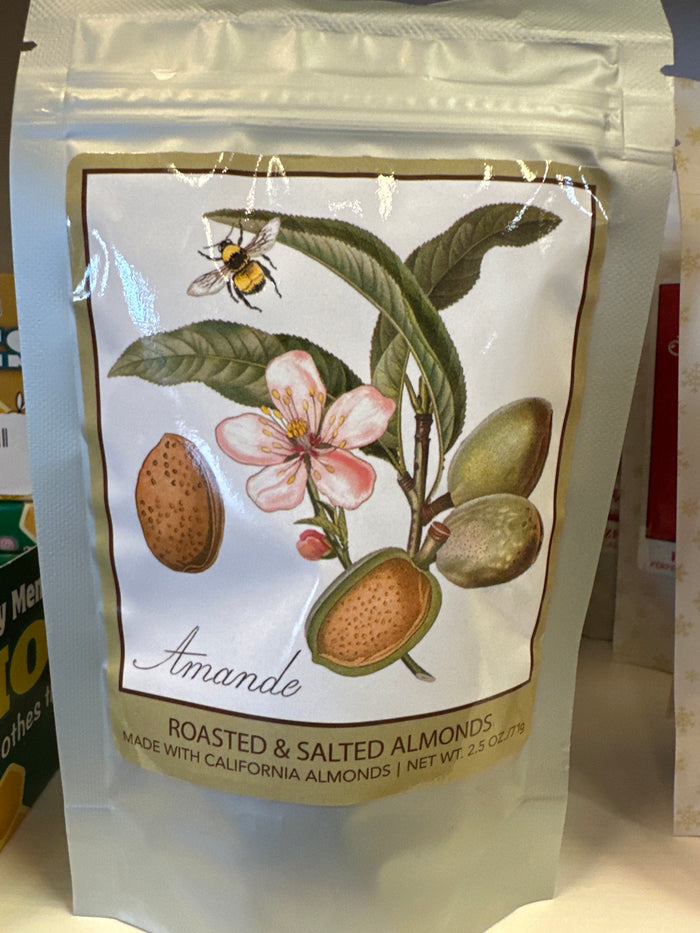 Amande
ROASTED & SALTED ALMONDS
MADE WITH CALIFORNIA ALMONDS | NET WT. 2.5 OZ./71g